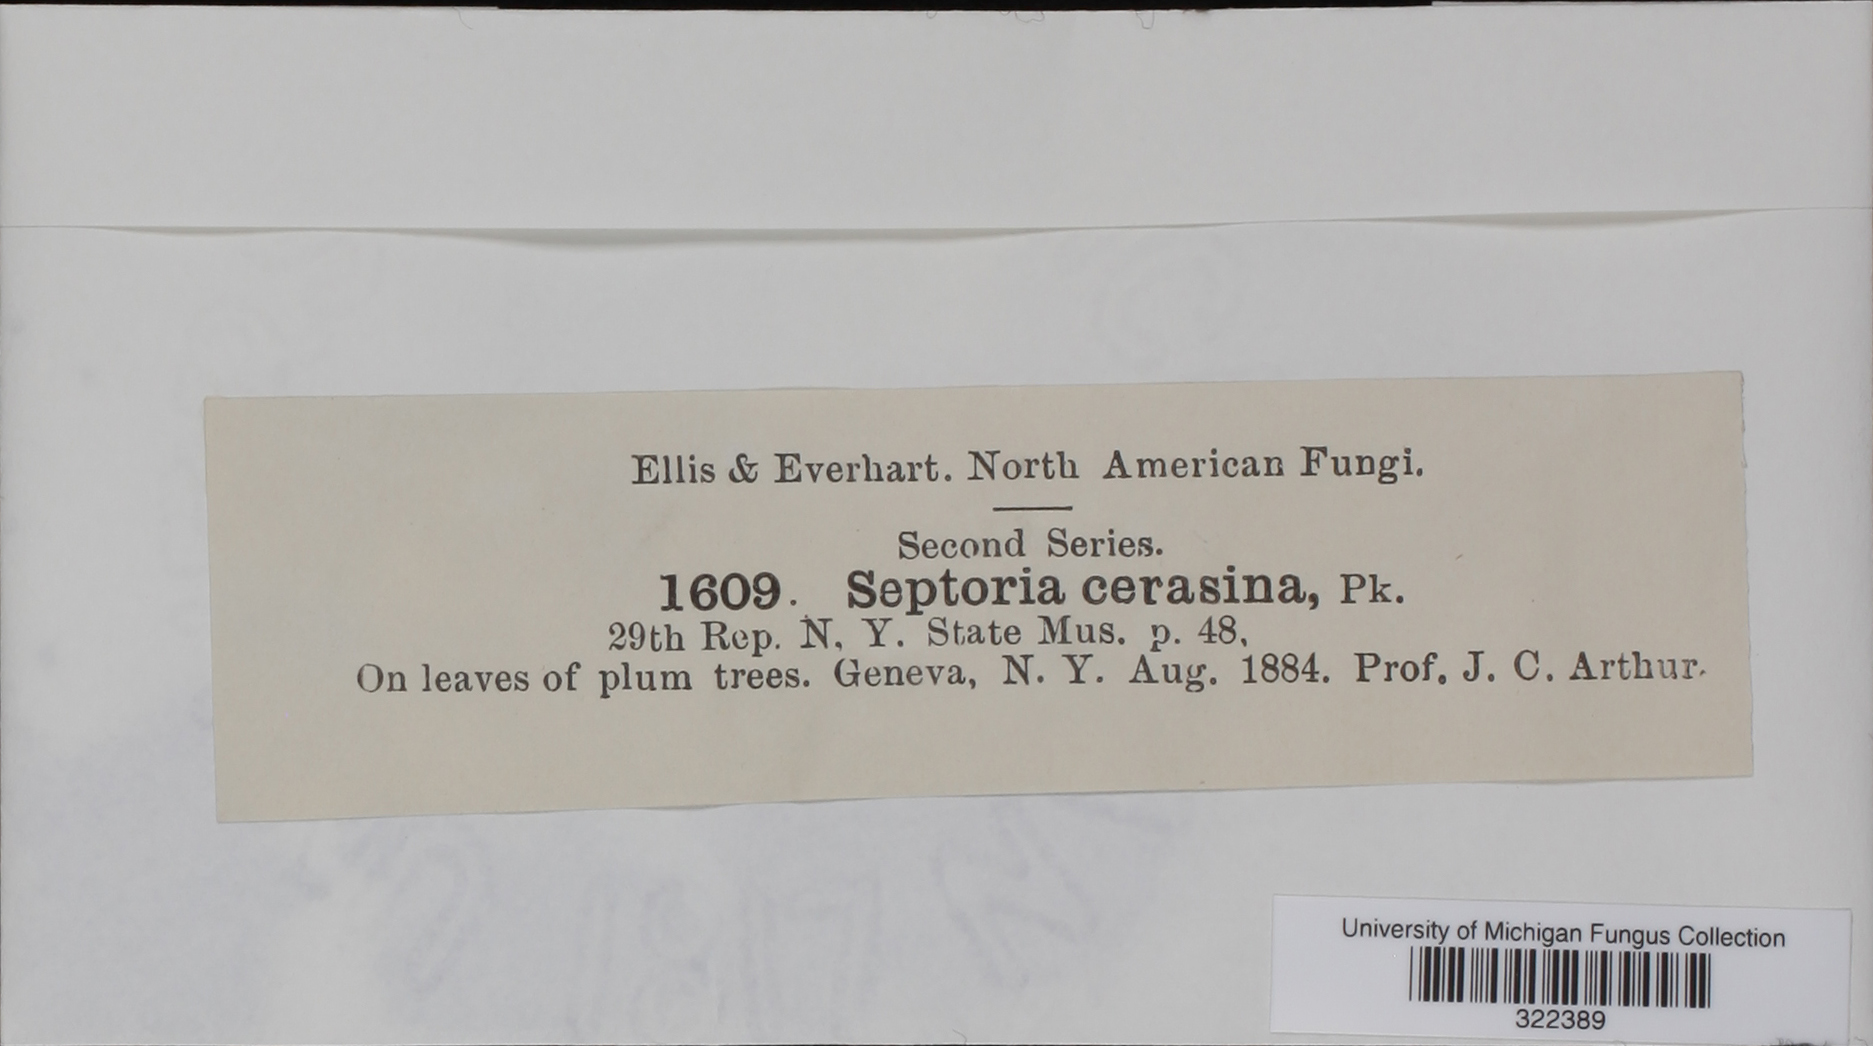 Ellis & Everhart. North American Fungi.
Second Series.
1609. Septoria cerasina, Pk.
29th Rep. N. Y. State Mus. p. 48.
On leaves of plum trees. Geneva, N. Y. Aug. 1884. Prof. J. C. Arthur.
University of Michigan Fungus Collection
322389